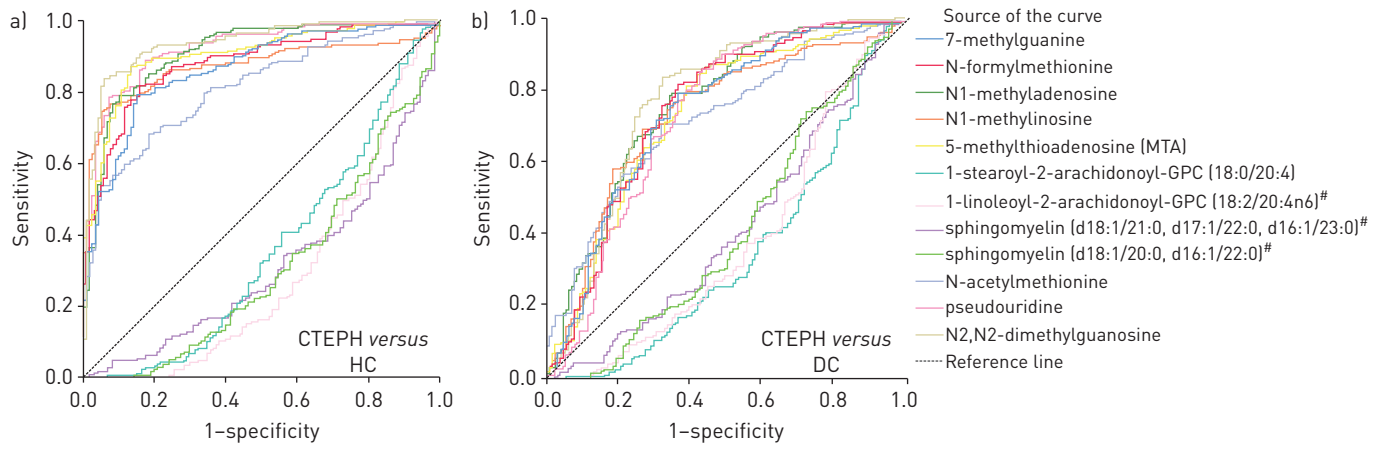 a)
1.0
0.8
0.6
0.4
0.2
0.0
Sensitivity
0.0 0.2 0.4 0.6 0.8 1.0
1–specificity
CTEPH versus
HC
b)
1.0
0.8
0.6
0.4
0.2
0.0
Sensitivity
0.0 0.2 0.4 0.6 0.8 1.0
1–specificity
CTEPH versus
DC
Source of the curve
7-methylguanine
N-formylmethionine
N1-methyladenosine
N1-methylinosine
5-methylthioadenosine (MTA)
1-stearoyl-2-arachidonoyl-GPC (18:0/20:4)
1-linoleoyl-2-arachidonoyl-GPC (18:2/20:4n6)#
sphingomyelin (d18:1/21:0, d17:1/22:0, d16:1/23:0)#
sphingomyelin (d18:1/20:0, d16:1/22:0)#
N-acetylmethionine
pseudouridine
N2,N2-dimethylguanosine
Reference line